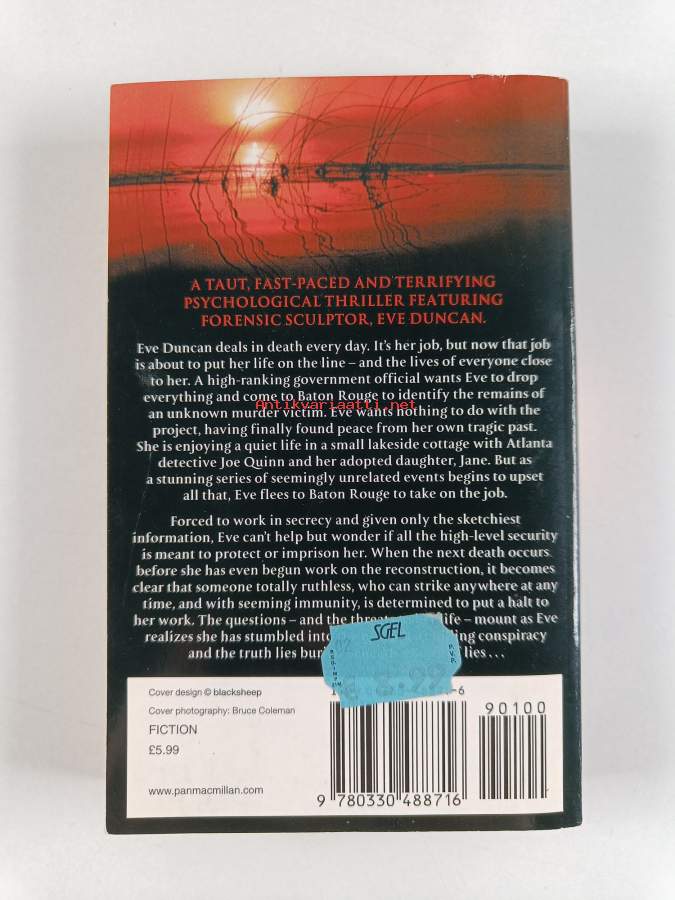 A TAUT, FAST-PACED AND TERRIFYING
PSYCHOLOGICAL THRILLER FEATURING
FORENSIC SCULPTOR, EVE DUNCAN.
Eve Duncan deals in death every day. It's her job, but now that job
is about to put her life on the line – and the lives of everyone close
to her. A high-ranking government official wants Eve to drop
everything and come to Baton Rouge to identify the remains of
Antikvariaatti.net
an unknown murder victim. Eve wants nothing to do with the
project, having finally found peace from her own tragic past.
She is enjoying a quiet life in a small lakeside cottage with Atlanta
detective Joe Quinn and her adopted daughter, Jane. But as
a stunning series of seemingly unrelated events begins to upset
all that, Eve flees to Baton Rouge to take on the job.
Forced to work in secrecy and given only the sketchiest
information, Eve can't help but wonder if all the high-level security
is meant to protect or imprison her. When the next death occurs
before she has even begun work on the reconstruction, it becomes
clear that someone totally ruthless, who can strike anywhere at any
time, and with seeming immunity, is determined to put a halt to
her work. The questions – and the life – mount as Eve
realizes she has stumbled conspiracy
and the truth lies lies . . .
SGEL
02
P.V.P.
Cover design © blacksheep
Cover photography: Bruce Coleman
FICTION
£5.99
www.panmacmillan.com
90100
9 780330 488716